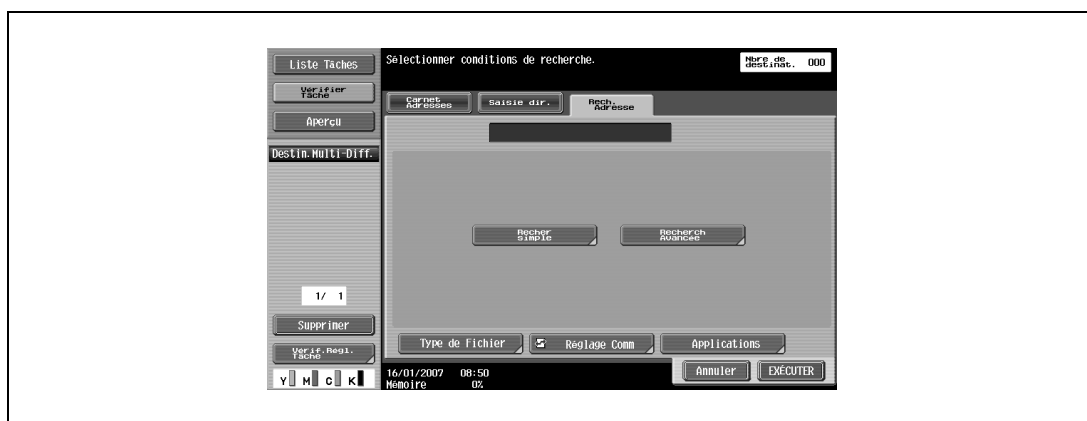 Liste Tâches
Sélectionner conditions de recherche.
Nbre de
destinat. 000
Vérifier
Tâche
Carnet
Adresses
Saisie dir.
Rech.
Adresse
Aperçu
Destin.Multi-Diff.
Recher
simple
Recherch
Avancée
1/ 1
Supprimer
Type de Fichier
Réglage Comm
Applications
Vérif.Régl.
Tâche
16/01/2007 08:50
Mémoire 0%
Annuler
EXÉCUTER
Y M C K